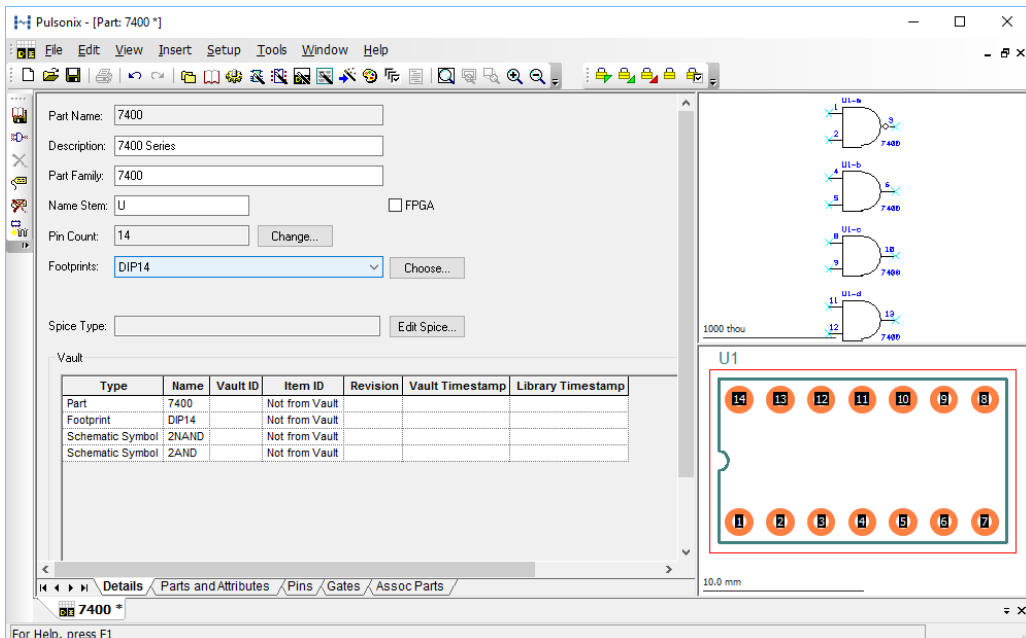 Pulsonix - [Part: 7400 *]
File Edit View Insert Setup Tools Window Help
Part Name: 7400
Description: 7400 Series
Part Family: 7400
Name Stem: U FPGA
Pin Count: 14 Change...
Footprints: DIP14 Choose...
Spice Type: Edit Spice...
Vault
Type Name Vault ID Item ID Revision Vault Timestamp Library Timestamp
Part 7400 Not from Vault
Footprint DIP14 Not from Vault
Schematic Symbol 2NAND Not from Vault
Schematic Symbol 2AND Not from Vault
Details Parts and Attributes Pins Gates Assoc Parts
7400 *
For Help, press F1
U1-a
1
3
2
7400
U1-b
4
6
5
7400
U1-c
8
10
9
7400
U1-d
11
13
12
7400
1000 thou
U1
14 13 12 11 10 9 8
1 2 3 4 5 6 7
10.0 mm